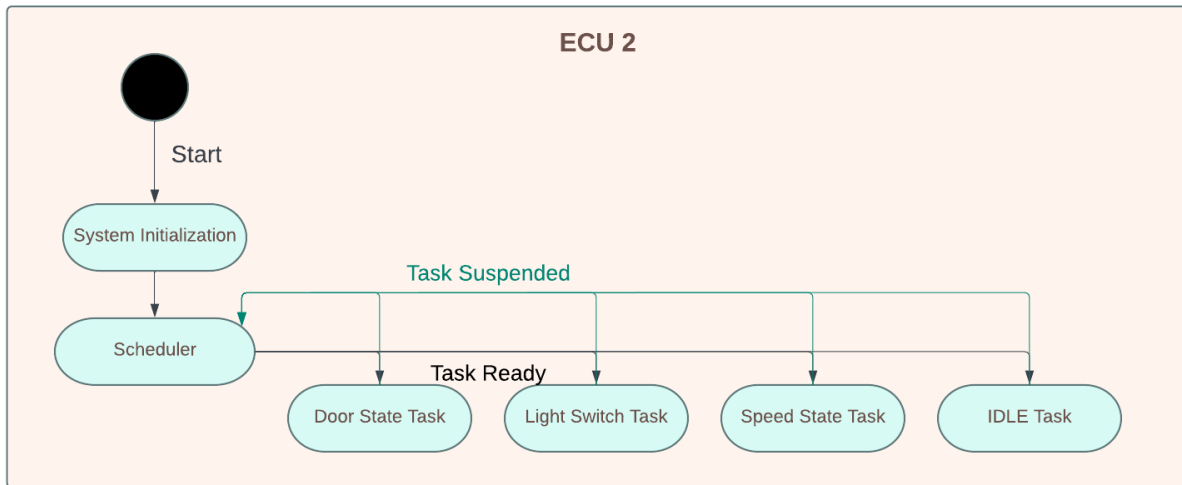 ECU 2
Start
System Initialization
Task Suspended
Scheduler
Task Ready
Door State Task
Light Switch Task
Speed State Task
IDLE Task